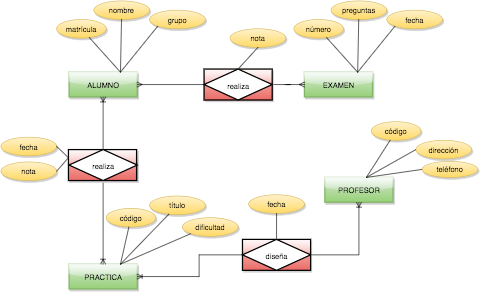 nombre
matrícula
grupo
preguntas
número
fecha
nota
ALUMNO
realiza
EXAMEN
código
fecha
realiza
dirección
nota
teléfono
PROFESOR
título
fecha
código
dificultad
diseña
PRACTICA